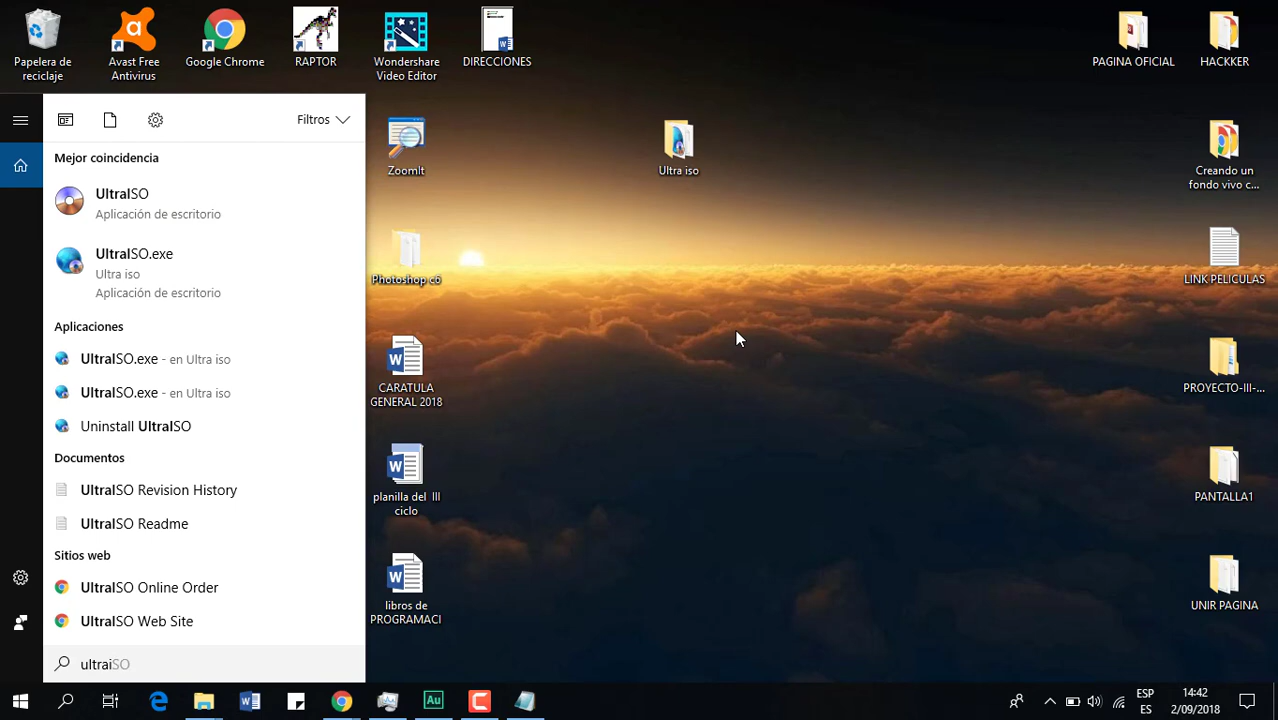 Papelera de
reciclaje
Avast Free
Antivirus
Google Chrome
RAPTOR
Wondershare
Video Editor
DIRECCIONES
PAGINA OFICIAL
HACKKER
Filtros
Mejor coincidencia
UltraISO
Aplicación de escritorio
UltraISO.exe
Ultra iso
Aplicación de escritorio
Aplicaciones
UltraISO.exe - en Ultra iso
UltraISO.exe - en Ultra iso
Uninstall UltraISO
Documentos
UltraISO Revision History
UltraISO Readme
Sitios web
UltraISO Online Order
UltraISO Web Site
ultraiSO
ZoomIt
Photoshop c6
CARATULA
GENERAL 2018
planilla del III
ciclo
libros de
PROGRAMACI
Ultra iso
Creando un
fondo vivo c...
LINK PELICULAS
PROYECTO-III-...
PANTALLA1
UNIR PAGINA
Au
ESP
ES
14:42
2/09/2018